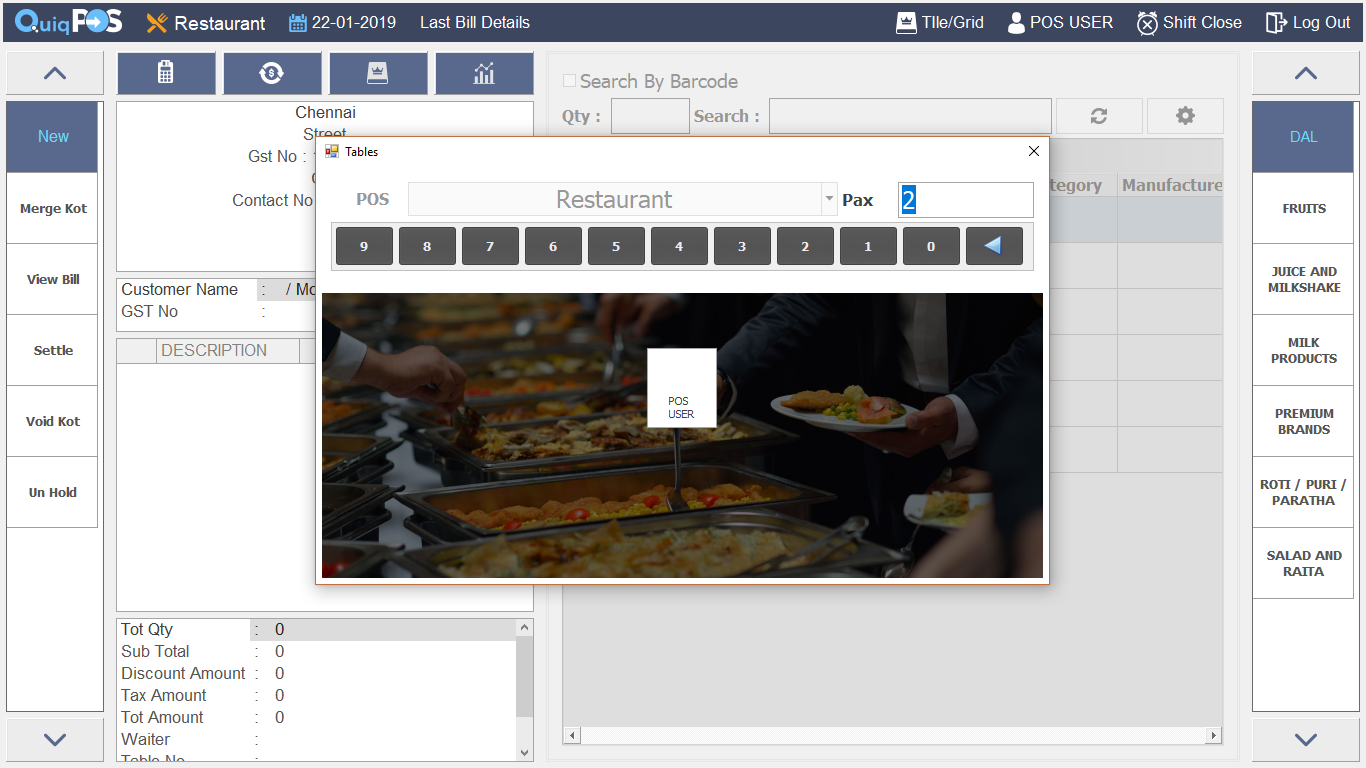 QuiqPOS
Restaurant
22-01-2019
Last Bill Details
TIle/Grid
POS USER
Shift Close
Log Out
New
Merge Kot
View Bill
Settle
Void Kot
Un Hold
Chennai
Street
Gst No :
Contact No
Customer Name : / Mo
GST No :
DESCRIPTION
Tot Qty : 0
Sub Total : 0
Discount Amount : 0
Tax Amount : 0
Tot Amount : 0
Waiter :
Table No :
Search By Barcode
Qty :
Search :
tegory
Manufacture
Tables
POS
Restaurant
Pax
2
9 8 7 6 5 4 3 2 1 0
POS
USER
DAL
FRUITS
JUICE AND
MILKSHAKE
MILK
PRODUCTS
PREMIUM
BRANDS
ROTI / PURI /
PARATHA
SALAD AND
RAITA